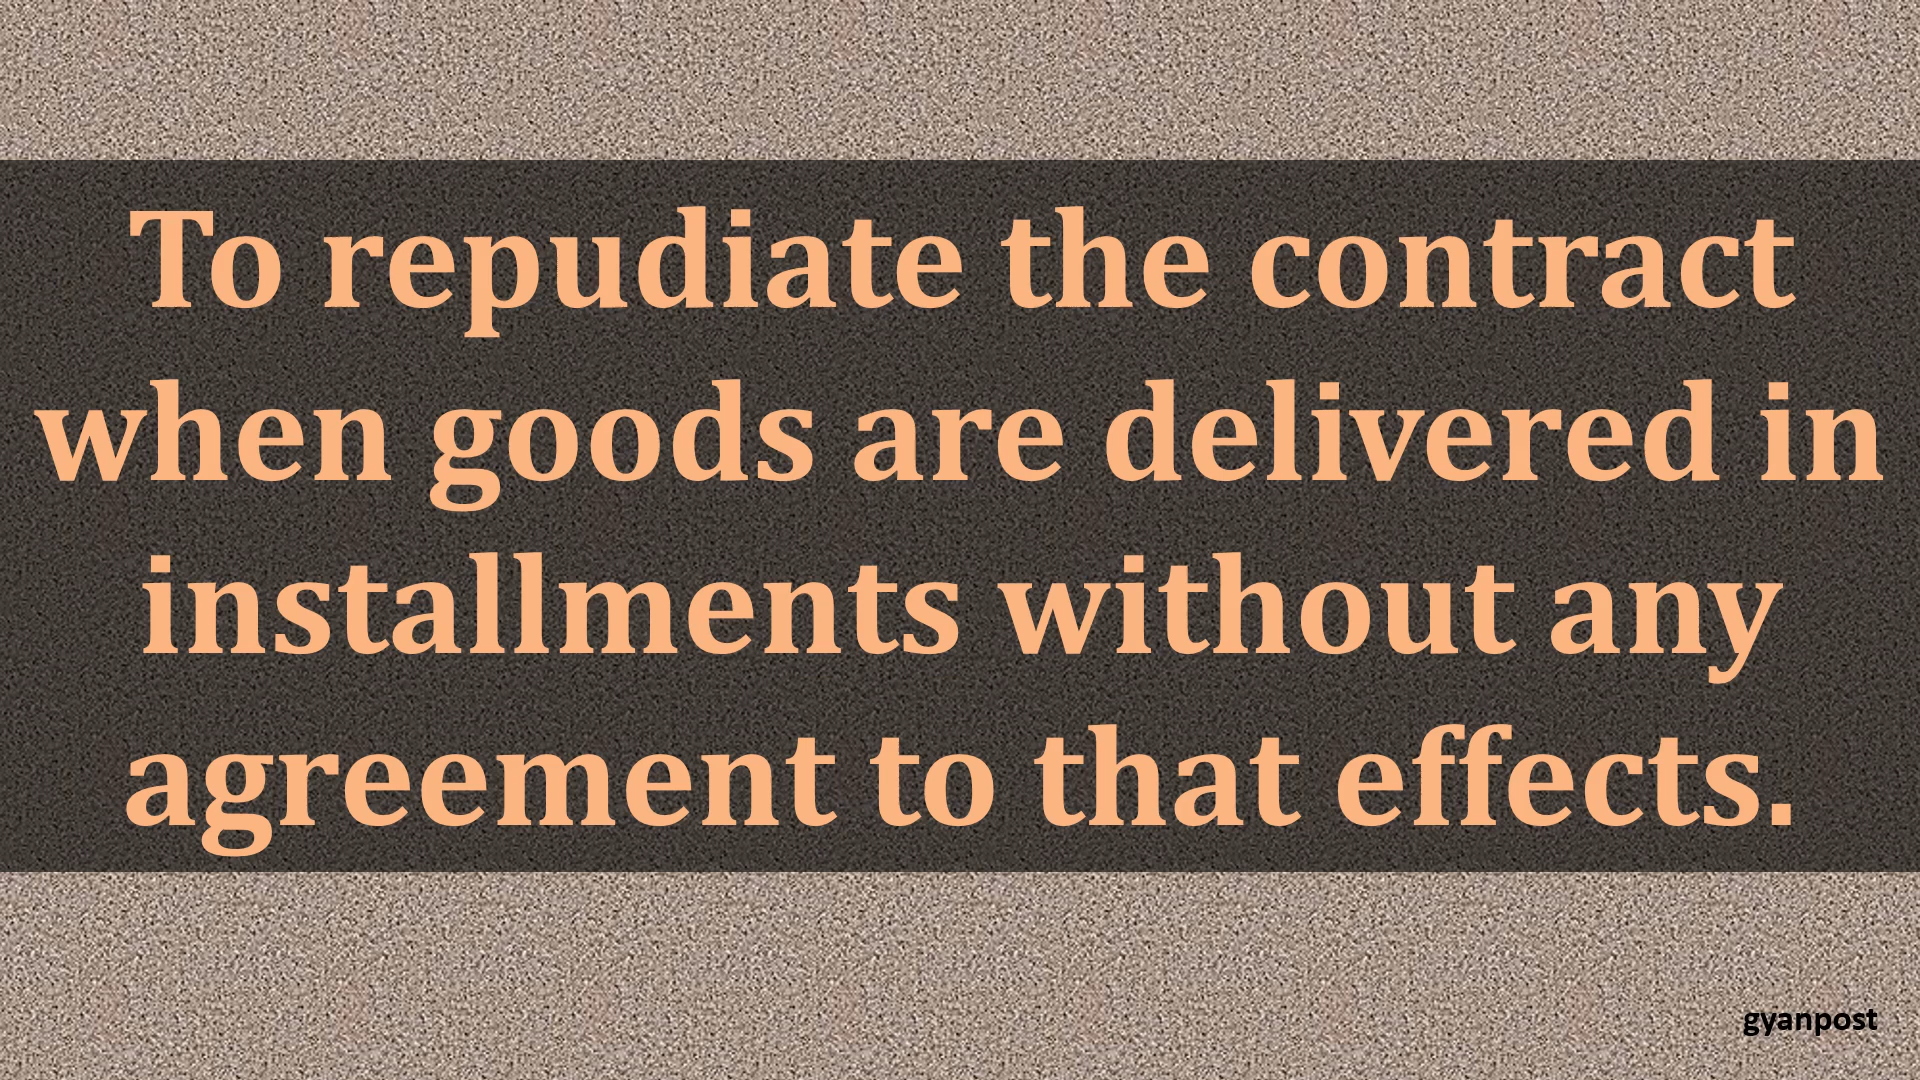 To repudiate the contract
when goods are delivered in
installments without any
agreement to that effects.
gyanpost